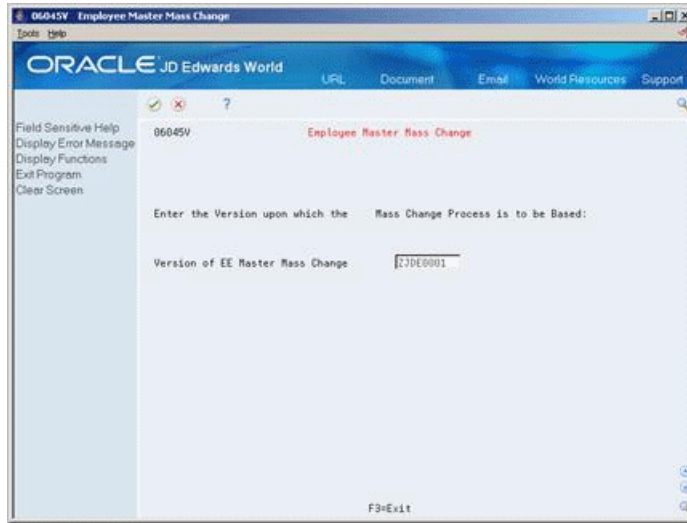 06045V Employee Master Mass Change
Tools Help
ORACLE JD Edwards World
URL Document Email World Resources Support
?
Field Sensitive Help
Display Error Message
Display Functions
Exit Program
Clear Screen
06045V Employee Master Mass Change
Enter the Version upon which the Mass Change Process is to be Based:
Version of EE Master Mass Change ZJDE0001
F3=Exit